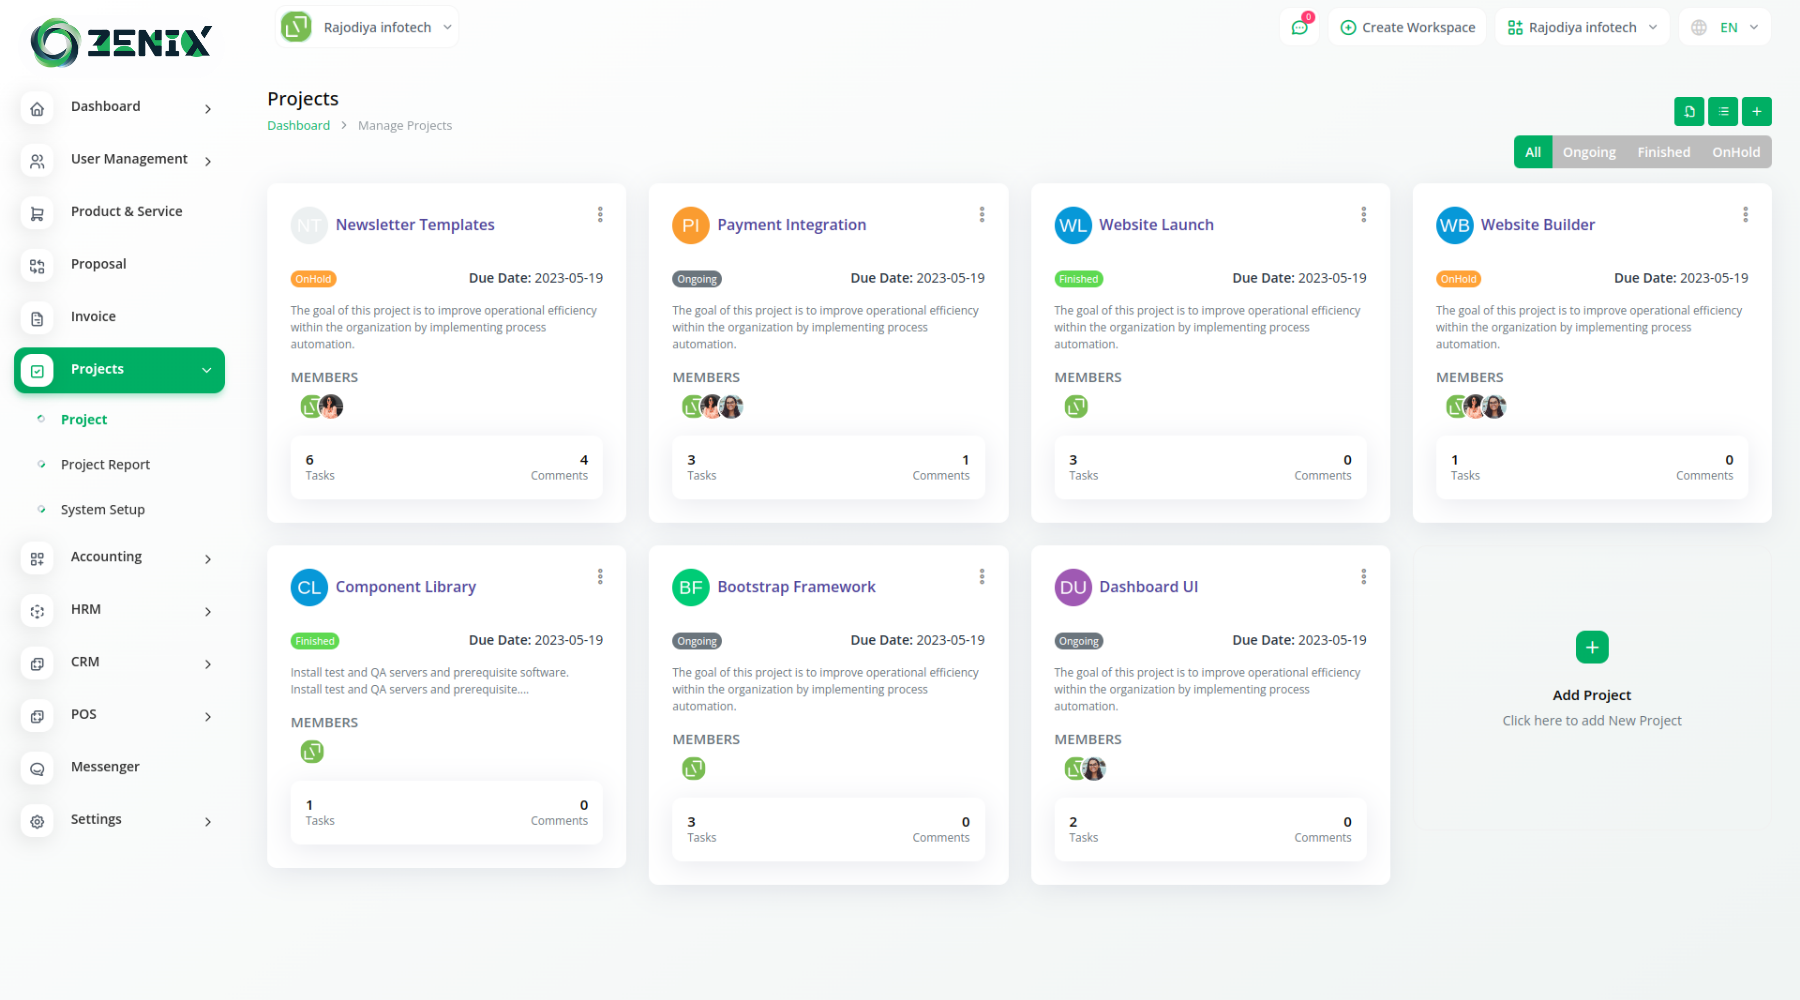 ZENIX
Rajodiya infotech
0
Create Workspace
Rajodiya infotech
EN
Dashboard
User Management
Product & Service
Proposal
Invoice
Projects
Project
Project Report
System Setup
Accounting
HRM
CRM
POS
Messenger
Settings
Projects
Dashboard > Manage Projects
All Ongoing Finished OnHold
NT Newsletter Templates
OnHold Due Date: 2023-05-19
The goal of this project is to improve operational efficiency
within the organization by implementing process
automation.
MEMBERS
6 4
Tasks Comments
PI Payment Integration
Ongoing Due Date: 2023-05-19
The goal of this project is to improve operational efficiency
within the organization by implementing process
automation.
MEMBERS
3 1
Tasks Comments
WL Website Launch
Finished Due Date: 2023-05-19
The goal of this project is to improve operational efficiency
within the organization by implementing process
automation.
MEMBERS
3 0
Tasks Comments
WB Website Builder
OnHold Due Date: 2023-05-19
The goal of this project is to improve operational efficiency
within the organization by implementing process
automation.
MEMBERS
1 0
Tasks Comments
CL Component Library
Finished Due Date: 2023-05-19
Install test and QA servers and prerequisite software.
Install test and QA servers and prerequisite....
MEMBERS
1 0
Tasks Comments
BF Bootstrap Framework
Ongoing Due Date: 2023-05-19
The goal of this project is to improve operational efficiency
within the organization by implementing process
automation.
MEMBERS
3 0
Tasks Comments
DU Dashboard UI
Ongoing Due Date: 2023-05-19
The goal of this project is to improve operational efficiency
within the organization by implementing process
automation.
MEMBERS
2 0
Tasks Comments
Add Project
Click here to add New Project